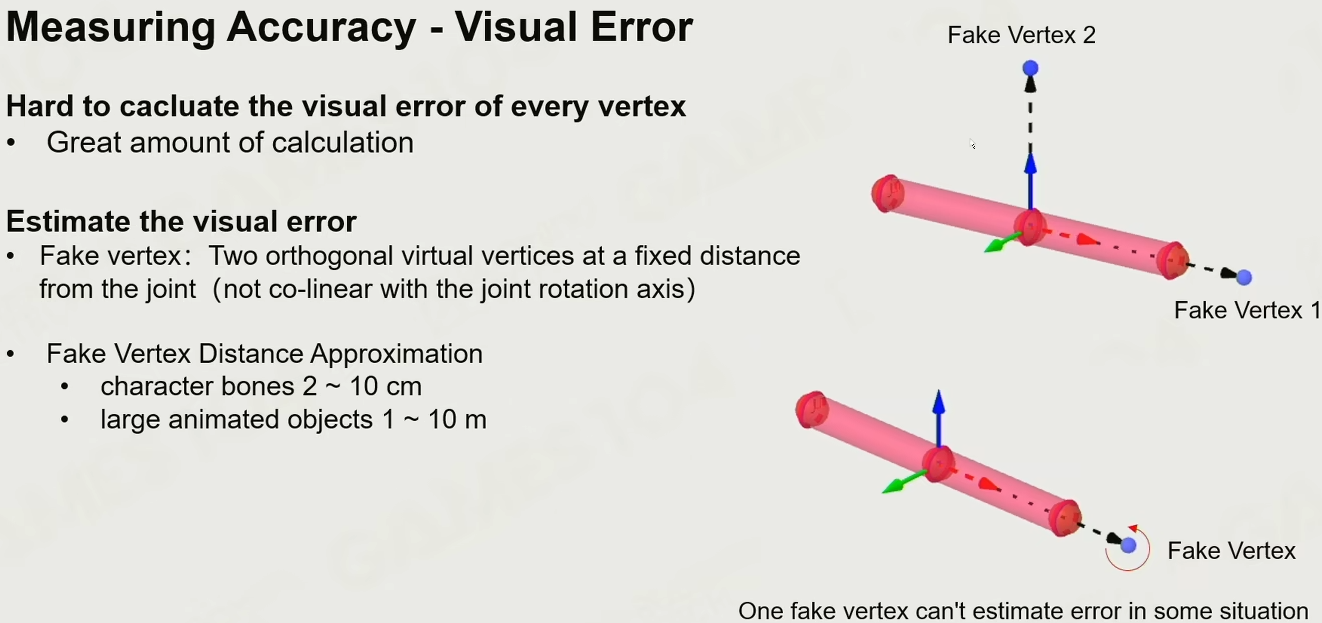 Measuring Accuracy - Visual Error
Hard to cacluate the visual error of every vertex
• Great amount of calculation
Estimate the visual error
• Fake vertex： Two orthogonal virtual vertices at a fixed distance
from the joint（not co-linear with the joint rotation axis）
• Fake Vertex Distance Approximation
• character bones 2 ~ 10 cm
• large animated objects 1 ~ 10 m
Fake Vertex 2
Fake Vertex 1
Fake Vertex
One fake vertex can't estimate error in some situation